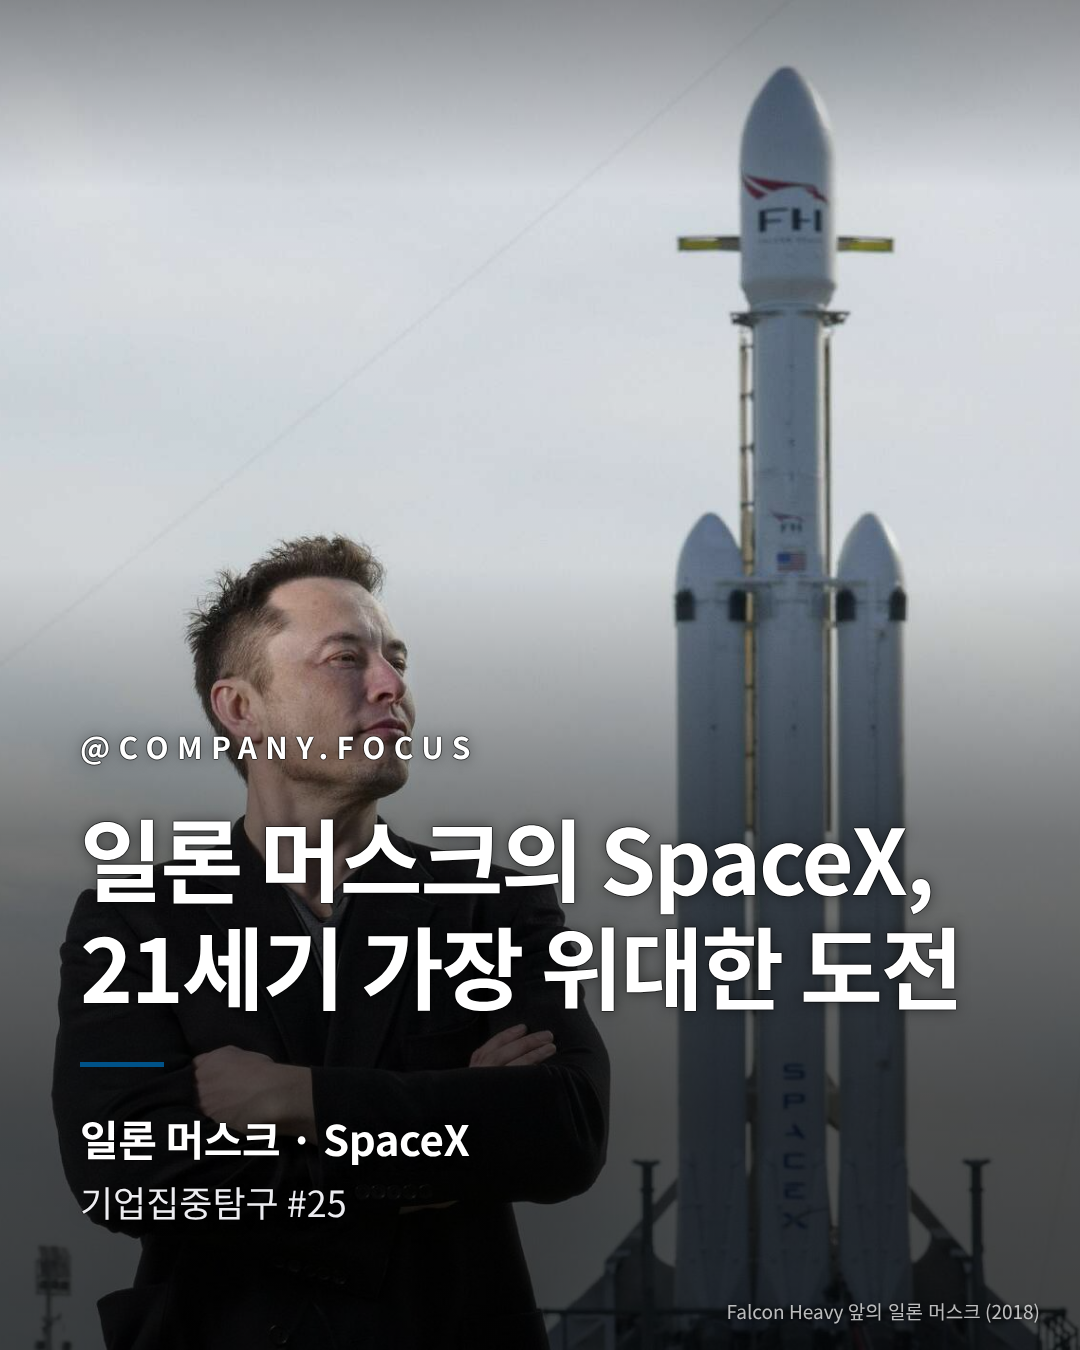 FH
FH
@COMPANY.FOCUS
일론 머스크의 SpaceX,
21세기 가장 위대한 도전
SPACEX
일론 머스크 · SpaceX
기업집중탐구 #25
Falcon Heavy 앞의 일론 머스크 (2018)